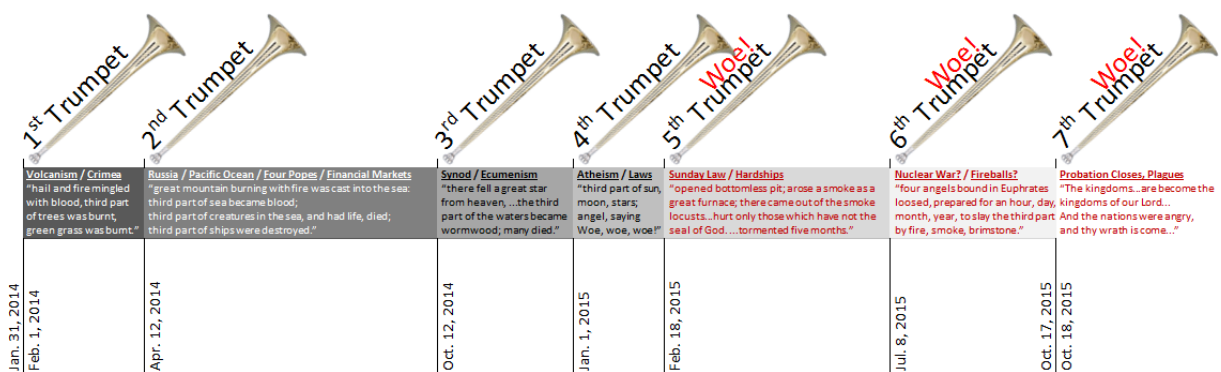 1st Trumpet
2nd Trumpet
3rd Trumpet
4th Trumpet
Woe!
5th Trumpet
Woe!
6th Trumpet
Woe!
7th Trumpet
Volcanism / Crimea
"hail and fire mingled
with blood, third part
of trees was burnt,
green grass was burnt."
Russia / Pacific Ocean / Four Popes / Financial Markets
"great mountain burning with fire was cast into the sea:
third part of sea became blood;
third part of creatures in the sea, and had life, died;
third part of ships were destroyed."
Synod / Ecumenism
"there fell a great star
from heaven, ...the third
part of the waters became
wormwood; many died."
Atheism / Laws
"third part of sun,
moon, stars;
angel, saying
Woe, woe, woe!"
Sunday Law / Hardships
"opened bottomless pit; arose a smoke as a
great furnace; there came out of the smoke
locusts...hurt only those which have not the
seal of God....tormented five months."
Nuclear War? / Fireballs?
"four angels bound in Euphrates
loosed, prepared for an hour, day,
month, year, to slay the third part
by fire, smoke, brimstone."
Probation Closes, Plagues
"The kingdoms...are become the
kingdoms of our Lord...
And the nations were angry,
and thy wrath is come..."
Jan. 31, 2014
Feb. 1, 2014
Apr. 12, 2014
Oct. 12, 2014
Jan. 1, 2015
Feb. 18, 2015
Jul. 8, 2015
Oct. 17, 2015
Oct. 18, 2015